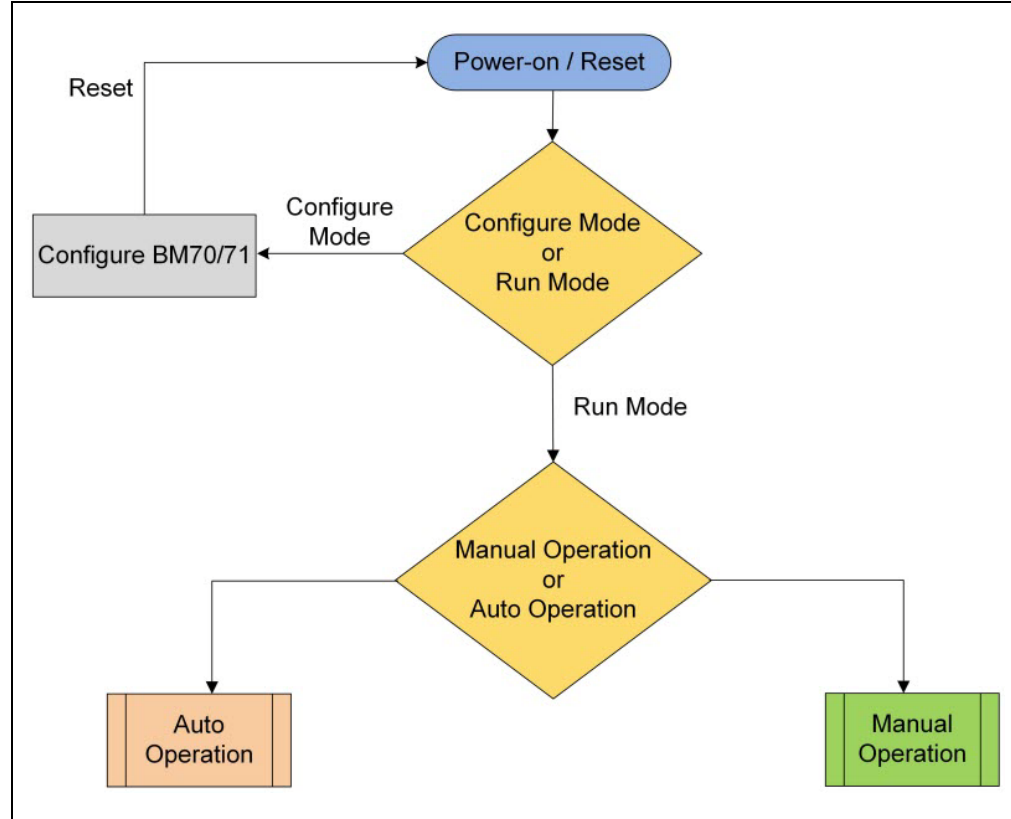 Power-on / Reset
Reset
Configure
Mode
Configure BM70/71
Configure Mode
or
Run Mode
Run Mode
Manual Operation
or
Auto Operation
Auto
Operation
Manual
Operation